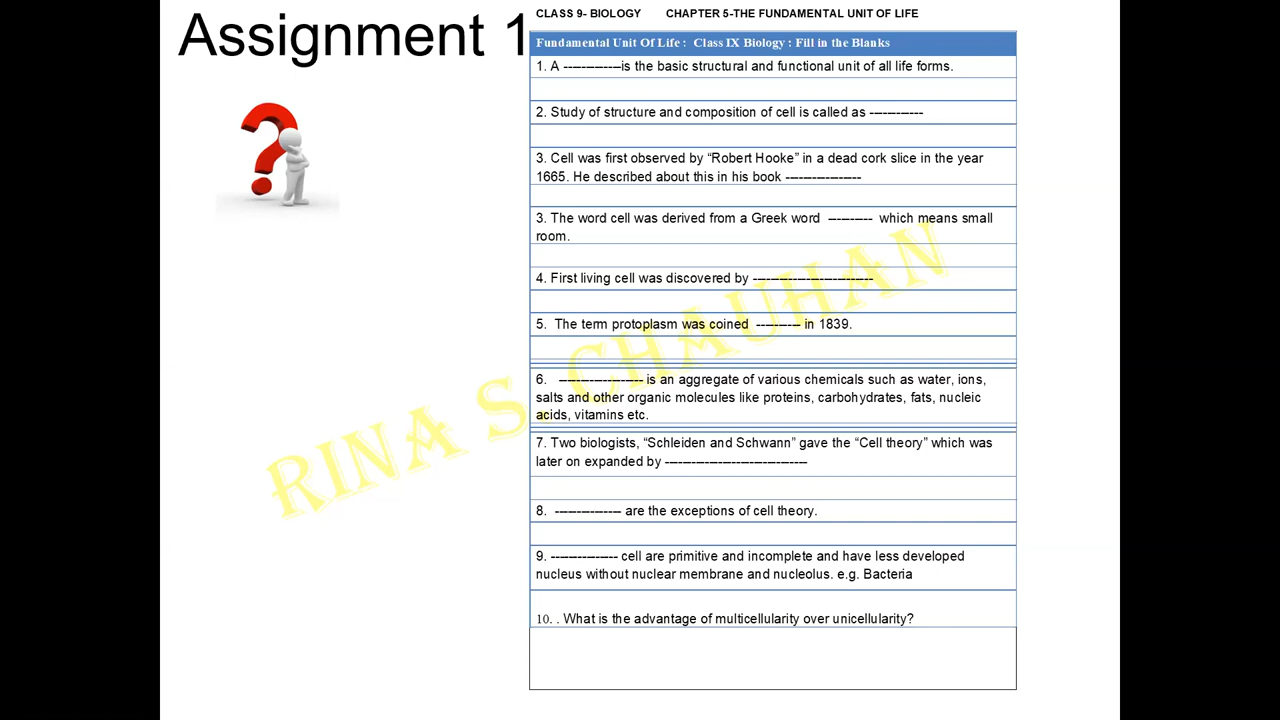 Assignment 1
CLASS 9- BIOLOGY CHAPTER 5-THE FUNDAMENTAL UNIT OF LIFE
Fundamental Unit Of Life : Class IX Biology : Fill in the Blanks
1. A -------------is the basic structural and functional unit of all life forms.
2. Study of structure and composition of cell is called as ------------
3. Cell was first observed by “Robert Hooke” in a dead cork slice in the year
1665. He described about this in his book -----------------
3. The word cell was derived from a Greek word ---------- which means small
room.
4. First living cell was discovered by ---------------------------
5. The term protoplasm was coined ---------- in 1839.
6. ------------------- is an aggregate of various chemicals such as water, ions,
salts and other organic molecules like proteins, carbohydrates, fats, nucleic
acids, vitamins etc.
7. Two biologists, “Schleiden and Schwann” gave the “Cell theory” which was
later on expanded by --------------------------------
8. --------------- are the exceptions of cell theory.
9. --------------- cell are primitive and incomplete and have less developed
nucleus without nuclear membrane and nucleolus. e.g. Bacteria
10. . What is the advantage of multicellularity over unicellularity?
RINA S. CHAUHAN